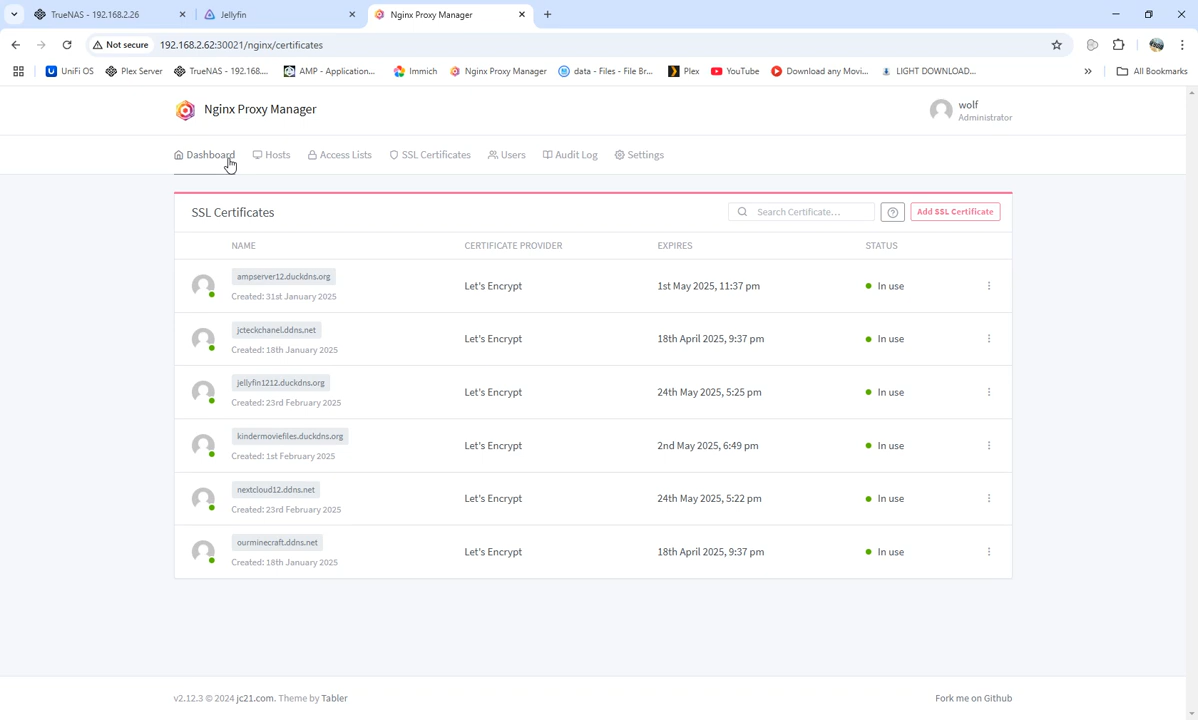 TrueNAS - 192.168.2.26
Jellyfin
Nginx Proxy Manager
Not secure
192.168.2.62:30021/nginx/certificates
UniFi OS
Plex Server
TrueNAS - 192.168....
AMP - Application...
Immich
Nginx Proxy Manager
data - Files - File Br...
Plex
YouTube
Download any Movi...
LIGHT DOWNLOAD...
All Bookmarks
Nginx Proxy Manager
wolf
Administrator
Dashboard
Hosts
Access Lists
SSL Certificates
Users
Audit Log
Settings
SSL Certificates
Search Certificate...
Add SSL Certificate
NAME CERTIFICATE PROVIDER EXPIRES STATUS
ampserver12.duckdns.org
Created: 31st January 2025
Let's Encrypt
1st May 2025, 11:37 pm
In use
jcteckchanel.ddns.net
Created: 18th January 2025
Let's Encrypt
18th April 2025, 9:37 pm
In use
jellyfin1212.duckdns.org
Created: 23rd February 2025
Let's Encrypt
24th May 2025, 5:25 pm
In use
kindermoviefiles.duckdns.org
Created: 1st February 2025
Let's Encrypt
2nd May 2025, 6:49 pm
In use
nextcloud12.ddns.net
Created: 23rd February 2025
Let's Encrypt
24th May 2025, 5:22 pm
In use
ourminecraft.ddns.net
Created: 18th January 2025
Let's Encrypt
18th April 2025, 9:37 pm
In use
v2.12.3 © 2024 jc21.com. Theme by Tabler
Fork me on Github